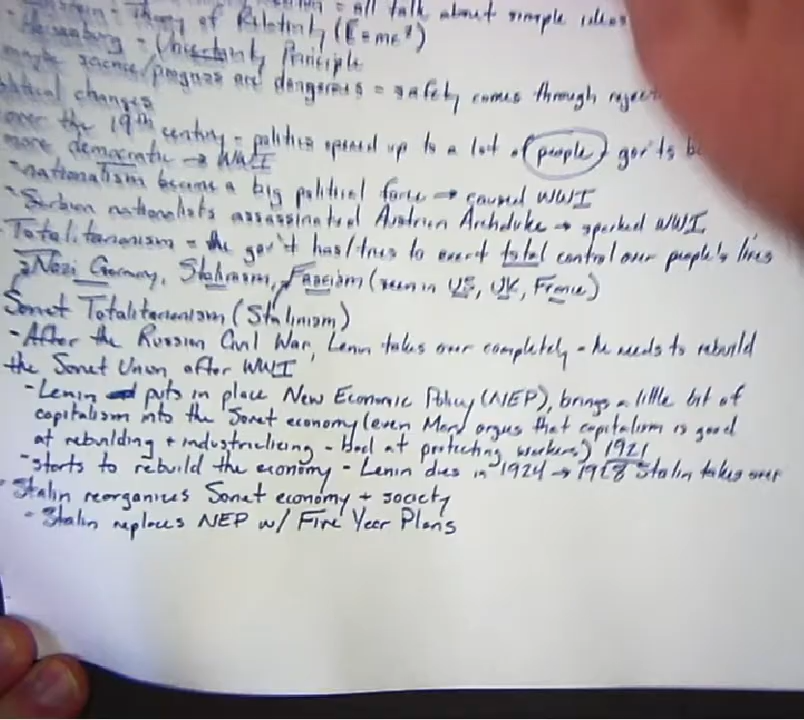 = all talk about simple ideas
- Theory of Relativity (E=mc²)
- Heisenberg - Uncertainty Principle
maybe science/progress are dangerous = safety comes through
political changes
over the 19th century - politics opened up to a lot of people + gov'ts
more democratic → WWI
- nationalism became a big political force → caused WWI
- Serbian nationalists assassinated Austrian Archduke → sparked WWI
Totalitarianism = the gov't has/tries to exert total control over people's lives
Nazi Germany, Stalinism, Fascism (seen in US, UK, France)
Soviet Totalitarianism (Stalinism)
- After the Russian Civil War, Lenin takes over completely - he needs to rebuild
the Soviet Union after WWI
- Lenin puts in place New Economic Policy (NEP), brings a little bit of
capitalism into the Soviet economy (even Marx argues that capitalism is good
at rebuilding + industrializing - bad at protecting workers) 1921
- starts to rebuild the economy - Lenin dies in 1924 → 1928 Stalin takes over
- Stalin reorganizes Soviet economy + society
- Stalin replaces NEP w/ Five Year Plans